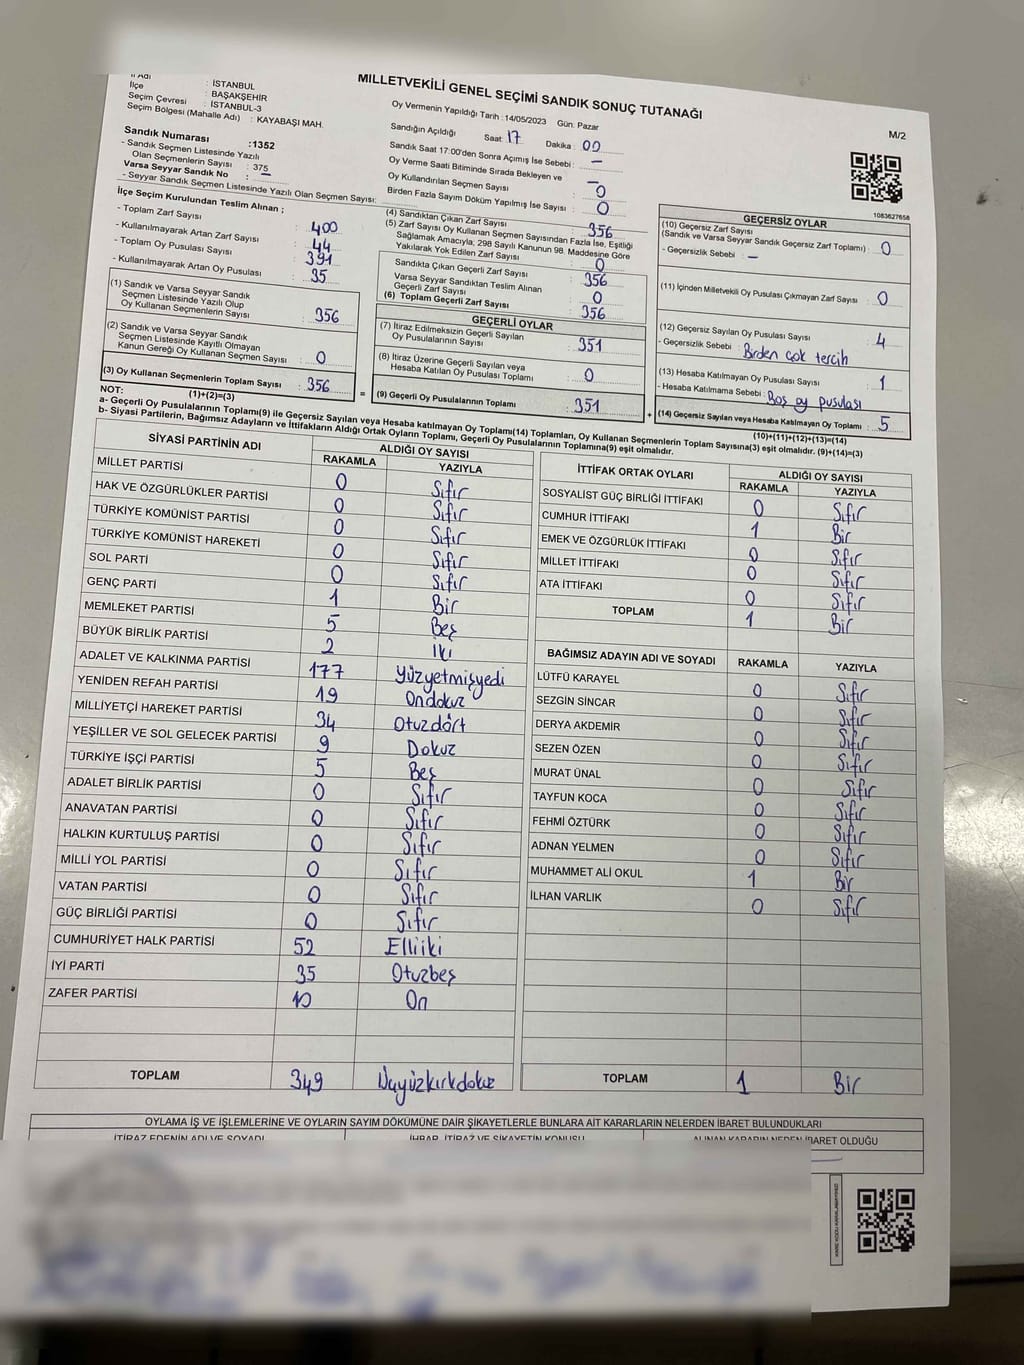 MİLLETVEKİLİ GENEL SEÇİMİ SANDIK SONUÇ TUTANAĞI
M/2
İl Adı : İSTANBUL
İlçe : BAŞAKŞEHİR
Seçim Çevresi : İSTANBUL-3
Seçim Bölgesi (Mahalle Adı) : KAYABAŞI MAH.
Sandık Numarası :1352
- Sandık Seçmen Listesinde Yazılı
Olan Seçmenlerin Sayısı : 375
Varsa Seyyar Sandık No : –
- Seyyar Sandık Seçmen Listesinde Yazılı Olan Seçmen Sayısı:
Oy Vermenin Yapıldığı Tarih :14/05/2023 Gün: Pazar
Sandığın Açıldığı Saat: 17 Dakika: 00
Sandık Saat 17:00'den Sonra Açımış İse Sebebi : –
Oy Verme Saati Bitiminde Sırada Bekleyen ve
Oy Kullandırılan Seçmen Sayısı : –0
Birden Fazla Sayım Döküm Yapılmış İse Sayısı : 0
1083627658
İlçe Seçim Kurulundan Teslim Alınan ;
- Toplam Zarf Sayısı : 400
- Kullanılmayarak Artan Zarf Sayısı : 44
- Toplam Oy Pusulası Sayısı : 391
- Kullanılmayarak Artan Oy Pusulası : 35
(1) Sandık ve Varsa Seyyar Sandık
Seçmen Listesinde Yazılı Olup
Oy Kullanan Seçmenlerin Sayısı : 356
(2) Sandık ve Varsa Seyyar Sandık
Seçmen Listesinde Kayıtlı Olmayan
Kanun Gereği Oy Kullanan Seçmen Sayısı : 0
(3) Oy Kullanan Seçmenlerin Toplam Sayısı : 356
(1)+(2)=(3)
(4) Sandıktan Çıkan Zarf Sayısı : 356
(5) Zarf Sayısı Oy Kullanan Seçmen Sayısından Fazla İse, Eşitliği
Sağlamak Amacıyla, 298 Sayılı Kanunun 98. Maddesine Göre
Yakılarak Yok Edilen Zarf Sayısı : 0
Sandıkta Çıkan Geçerli Zarf Sayısı : 356
Varsa Seyyar Sandıktan Teslim Alınan
Geçerli Zarf Sayısı : 0
(6) Toplam Geçerli Zarf Sayısı : 356
GEÇERLİ OYLAR
(7) İtiraz Edilmeksizin Geçerli Sayılan
Oy Pusulalarının Sayısı : 351
(8) İtiraz Üzerine Geçerli Sayılan veya
Hesaba Katılan Oy Pusulası Toplamı : 0
= (9) Geçerli Oy Pusulalarının Toplamı : 351
GEÇERSİZ OYLAR
(10) Geçersiz Zarf Sayısı
(Sandık ve Varsa Seyyar Sandık Geçersiz Zarf Toplamı) : 0
- Geçersizlik Sebebi : –
(11) İçinden Milletvekili Oy Pusulası Çıkmayan Zarf Sayısı : 0
(12) Geçersiz Sayılan Oy Pusulası Sayısı : 4
- Geçersizlik Sebebi : Birden çok tercih
(13) Hesaba Katılmayan Oy Pusulası Sayısı : 1
- Hesaba Katılmama Sebebi : Boş oy pusulası
+ (14) Geçersiz Sayılan veya Hesaba Katılmayan Oy Toplamı : 5
(10)+(11)+(12)+(13)=(14)
NOT:
a- Geçerli Oy Pusulalarının Toplamı(9) ile Geçersiz Sayılan veya Hesaba katılmayan Oy Toplamı(14) Toplamları, Oy Kullanan Seçmenlerin Toplam Sayısına(3) eşit olmalıdır. (9)+(14)=(3)
b- Siyasi Partilerin, Bağımsız Adayların ve İttifakların Aldığı Ortak Oyların Toplamı, Geçerli Oy Pusulalarının Toplamına(9) eşit olmalıdır.
SİYASİ PARTİNİN ADI ALDIĞI OY SAYISI
RAKAMLA YAZIYLA
MİLLET PARTİSİ 0 Sıfır
HAK VE ÖZGÜRLÜKLER PARTİSİ 0 Sıfır
TÜRKİYE KOMÜNİST PARTİSİ 0 Sıfır
TÜRKİYE KOMÜNİST HAREKETİ 0 Sıfır
SOL PARTİ 0 Sıfır
GENÇ PARTİ 1 Bir
MEMLEKET PARTİSİ 5 Beş
BÜYÜK BİRLİK PARTİSİ 2 İki
ADALET VE KALKINMA PARTİSİ 177 Yüzyetmişyedi
YENİDEN REFAH PARTİSİ 19 Ondokuz
MİLLİYETÇİ HAREKET PARTİSİ 34 Otuzdört
YEŞİLLER VE SOL GELECEK PARTİSİ 9 Dokuz
TÜRKİYE İŞÇİ PARTİSİ 5 Beş
ADALET BİRLİK PARTİSİ 0 Sıfır
ANAVATAN PARTİSİ 0 Sıfır
HALKIN KURTULUŞ PARTİSİ 0 Sıfır
MİLLİ YOL PARTİSİ 0 Sıfır
VATAN PARTİSİ 0 Sıfır
GÜÇ BİRLİĞİ PARTİSİ 0 Sıfır
CUMHURİYET HALK PARTİSİ 52 Elliiki
İYİ PARTİ 35 Otuzbeş
ZAFER PARTİSİ 10 On
TOPLAM 349 Üçyüzkırkdokuz
İTTİFAK ORTAK OYLARI ALDIĞI OY SAYISI
RAKAMLA YAZIYLA
SOSYALİST GÜÇ BİRLİĞİ İTTİFAKI 0 Sıfır
CUMHUR İTTİFAKI 1 Bir
EMEK VE ÖZGÜRLÜK İTTİFAKI 0 Sıfır
MİLLET İTTİFAKI 0 Sıfır
ATA İTTİFAKI 0 Sıfır
TOPLAM 1 Bir
BAĞIMSIZ ADAYIN ADI VE SOYADI RAKAMLA YAZIYLA
LÜTFÜ KARAYEL 0 Sıfır
SEZGİN SİNCAR 0 Sıfır
DERYA AKDEMİR 0 Sıfır
SEZEN ÖZEN 0 Sıfır
MURAT ÜNAL 0 Sıfır
TAYFUN KOCA 0 Sıfır
FEHMİ ÖZTÜRK 0 Sıfır
ADNAN YELMEN 0 Sıfır
MUHAMMET ALİ OKUL 1 Bir
İLHAN VARLIK 0 Sıfır
TOPLAM 1 Bir
OYLAMA İŞ VE İŞLEMLERİNE VE OYLARIN SAYIM DÖKÜMÜNE DAİR ŞİKAYETLERLE BUNLARA AİT KARARLARIN NELERDEN İBARET BULUNDUKLARI
İTİRAZ EDENİN ADI VE SOYADI İHBAR, İTİRAZ VE ŞİKAYETİN KONUSU ALINAN KARARIN NEDEN İBARET OLDUĞU